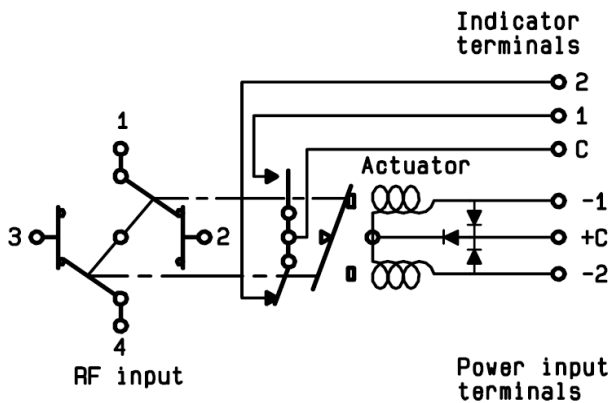 Indicator
terminals
2
1
C
1
Actuator
-1
3
2
+C
-2
4
RF input
Power input
terminals